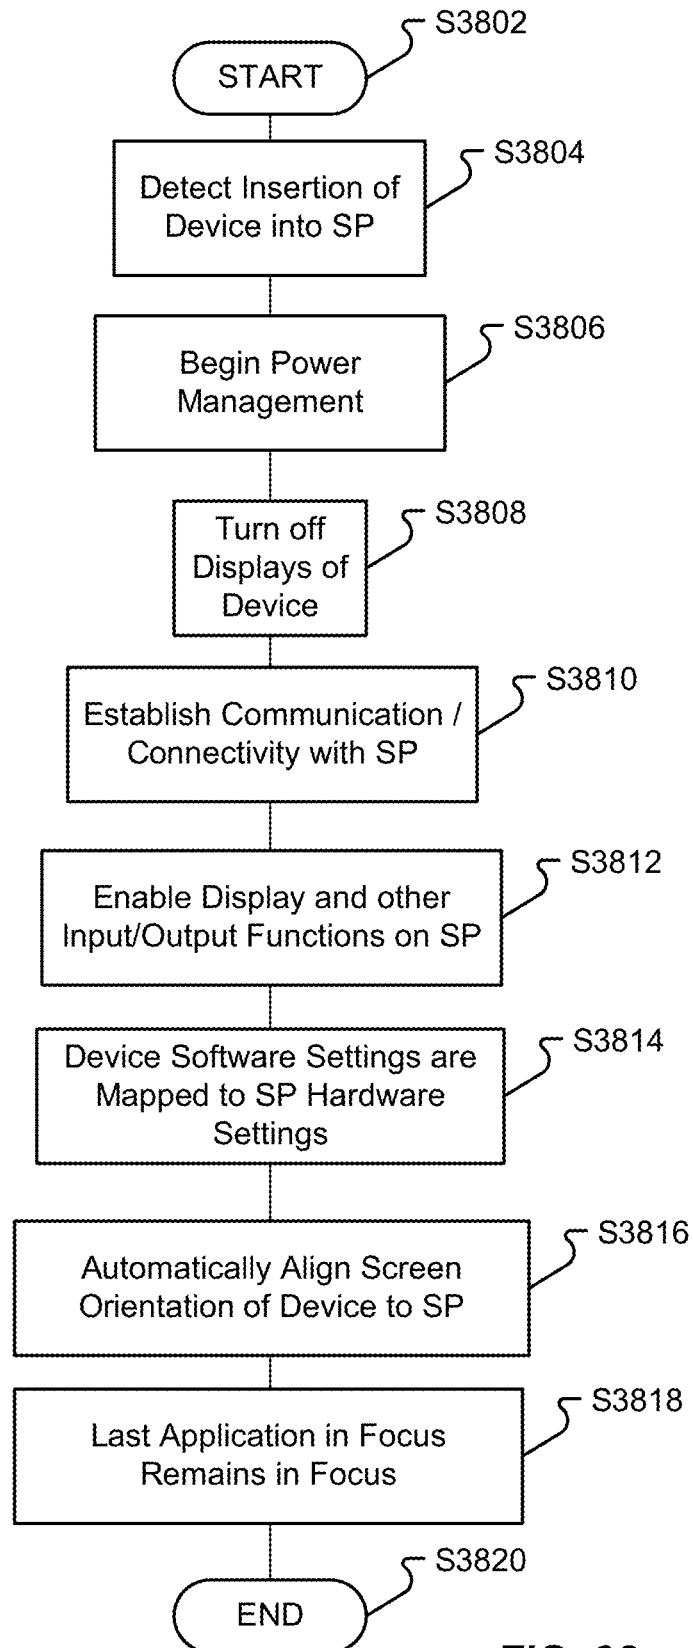 S3802
START
S3804
Detect Insertion of
Device into SP
S3806
Begin Power
Management
S3808
Turn off
Displays of
Device
S3810
Establish Communication /
Connectivity with SP
S3812
Enable Display and other
Input/Output Functions on SP
S3814
Device Software Settings are
Mapped to SP Hardware
Settings
S3816
Automatically Align Screen
Orientation of Device to SP
S3818
Last Application in Focus
Remains in Focus
S3820
END